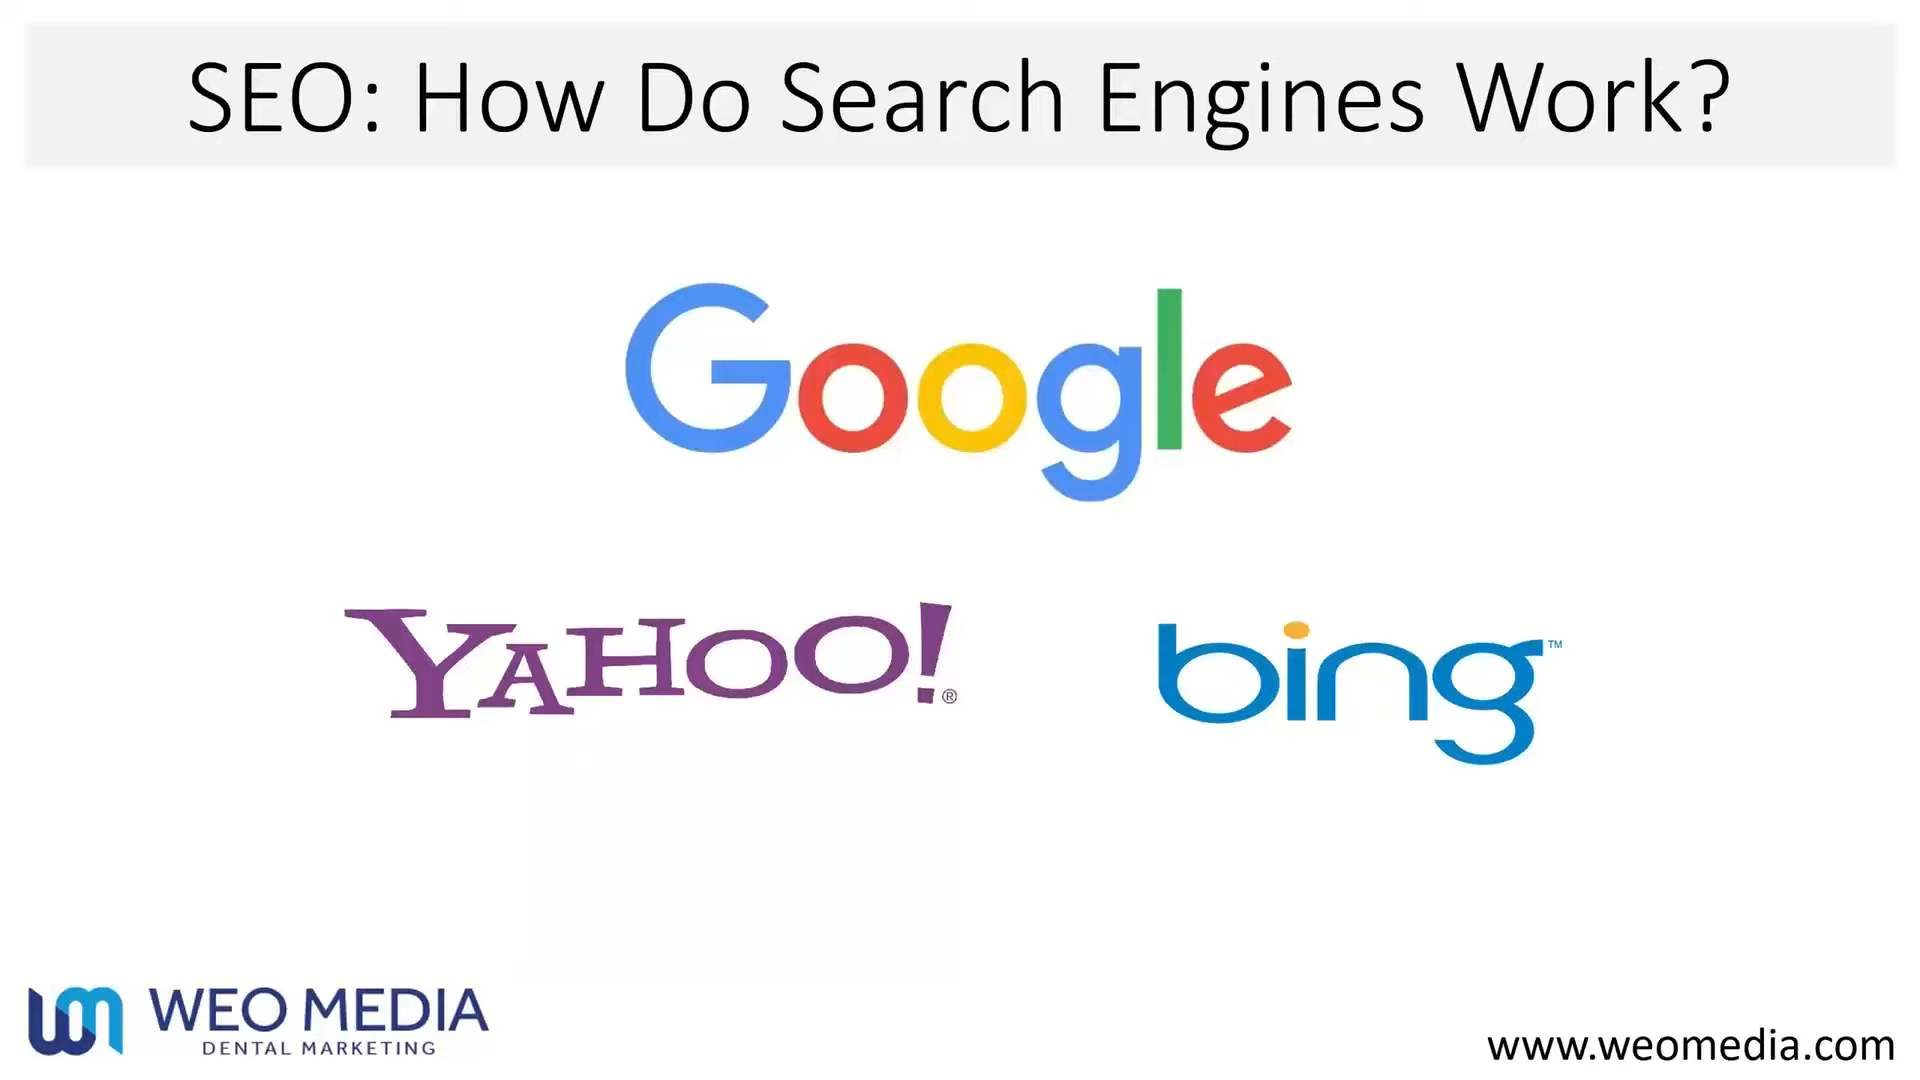 SEO: How Do Search Engines Work?
Google
YAHOO!®
bing™
WEO MEDIA
DENTAL MARKETING
www.weomedia.com